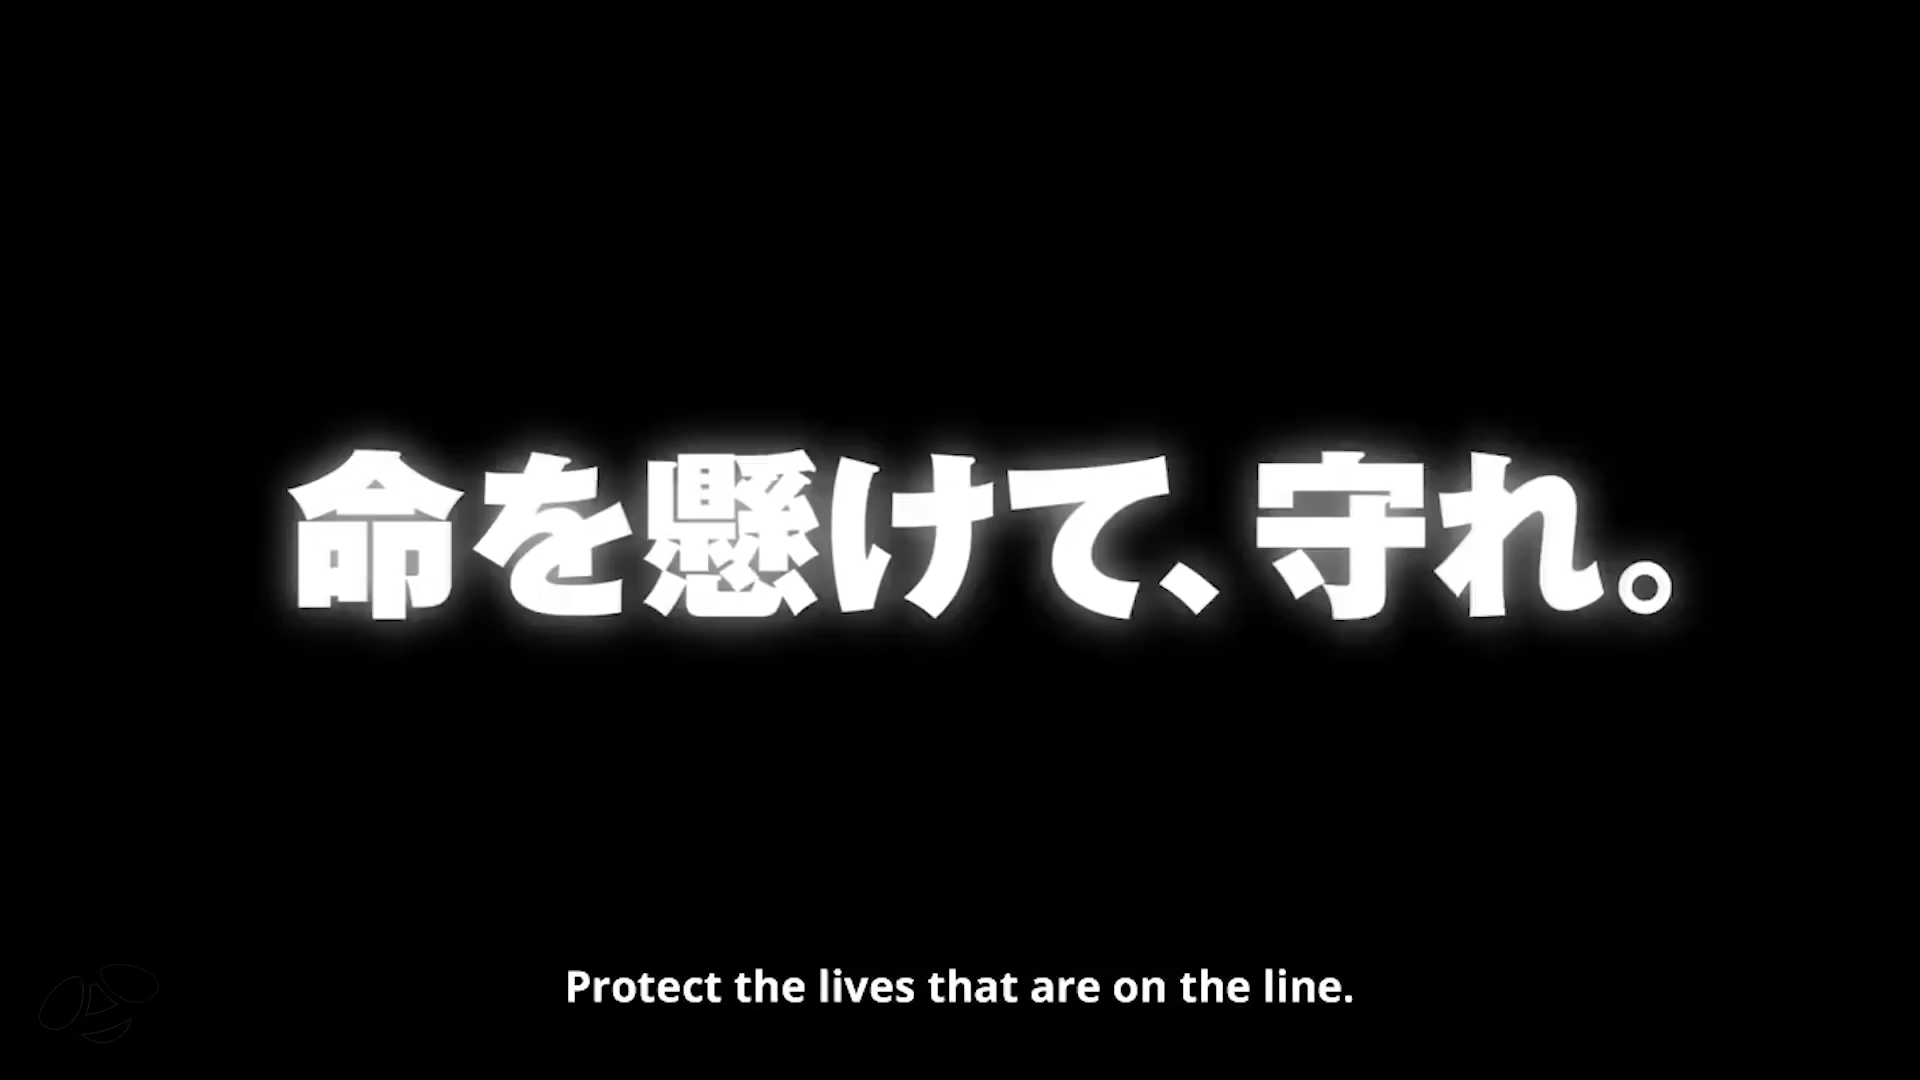 命を懸けて、守れ。
Protect the lives that are on the line.